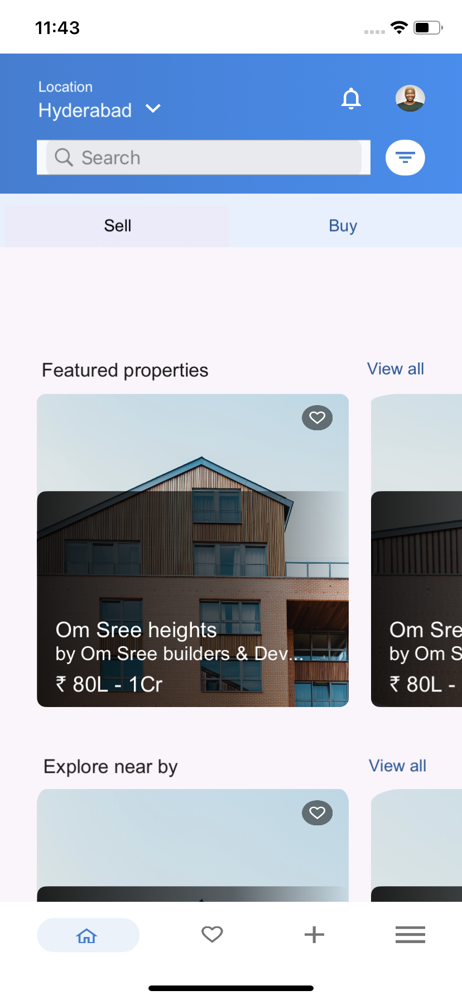 11:43
Location
Hyderabad
Search
Sell
Buy
Featured properties
View all
Om Sree heights
by Om Sree builders & Dev...
₹ 80L - 1Cr
Om Sre
by Om S
₹ 80L -
Explore near by
View all